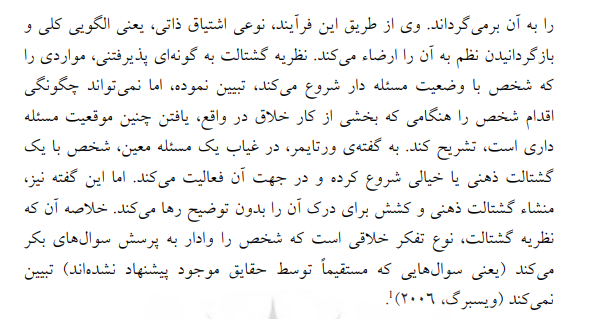 را به آن برمی‌گرداند. وی از طریق این فرآیند، نوعی اشتیاق ذاتی، یعنی الگویی کلی و
بازگردانیدن نظم به آن را ارضاء می‌کند. نظریه گشتالت به گونه‌ای پذیرفتنی، مواردی را
که شخص با وضعیت مسئله دار شروع می‌کند، تبیین نموده، اما نمی‌تواند چگونگی
اقدام شخص را هنگامی که بخشی از کار خلاق در واقع، یافتن چنین موقعیت مسئله
داری است، تشریح کند. به گفته‌ی ورتایمر، در غیاب یک مسئله معین، شخص با یک
گشتالت ذهنی یا خیالی شروع کرده و در جهت آن فعالیت می‌کند. اما این گفته نیز،
منشاء گشتالت ذهنی و کشش برای درک آن را بدون توضیح رها می‌کند. خلاصه آن که
نظریه گشتالت، نوع تفکر خلاقی است که شخص را وادار به پرسش سوال‌های بکر
می‌کند (یعنی سوال‌هایی که مستقیماً توسط حقایق موجود پیشنهاد نشده‌اند) تبیین
نمی‌کند (ویسبرگ، ۲۰۰۶)¹.